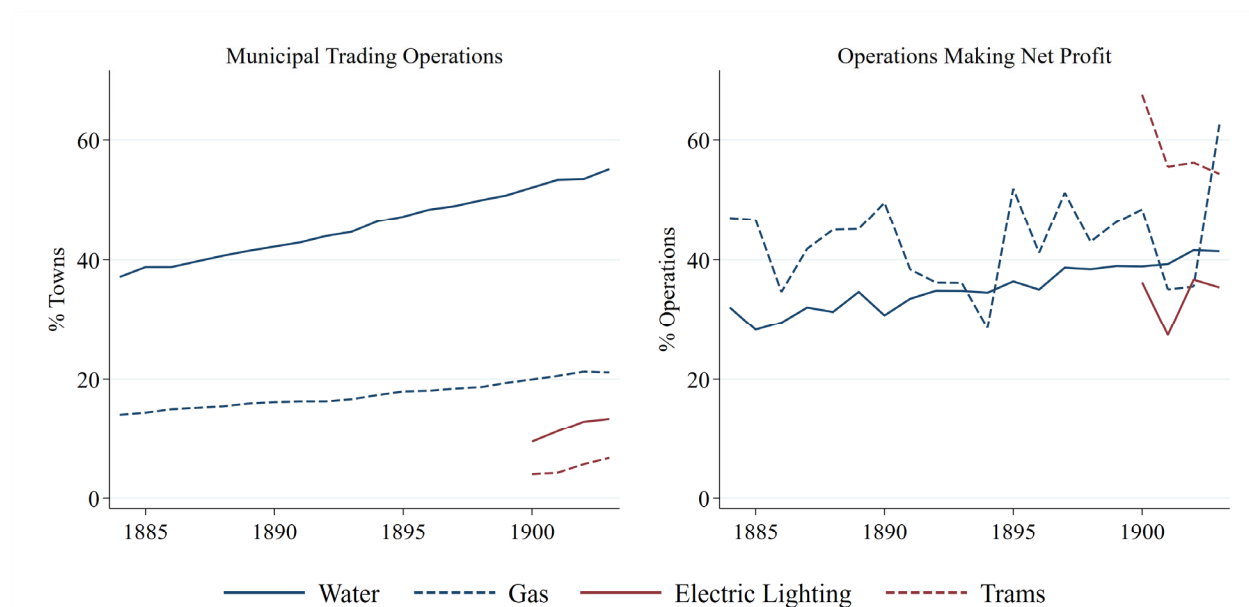 Municipal Trading Operations
% Towns
60
40
20
0
1885 1890 1895 1900
Operations Making Net Profit
% Operations
60
40
20
0
1885 1890 1895 1900
Water Gas Electric Lighting Trams